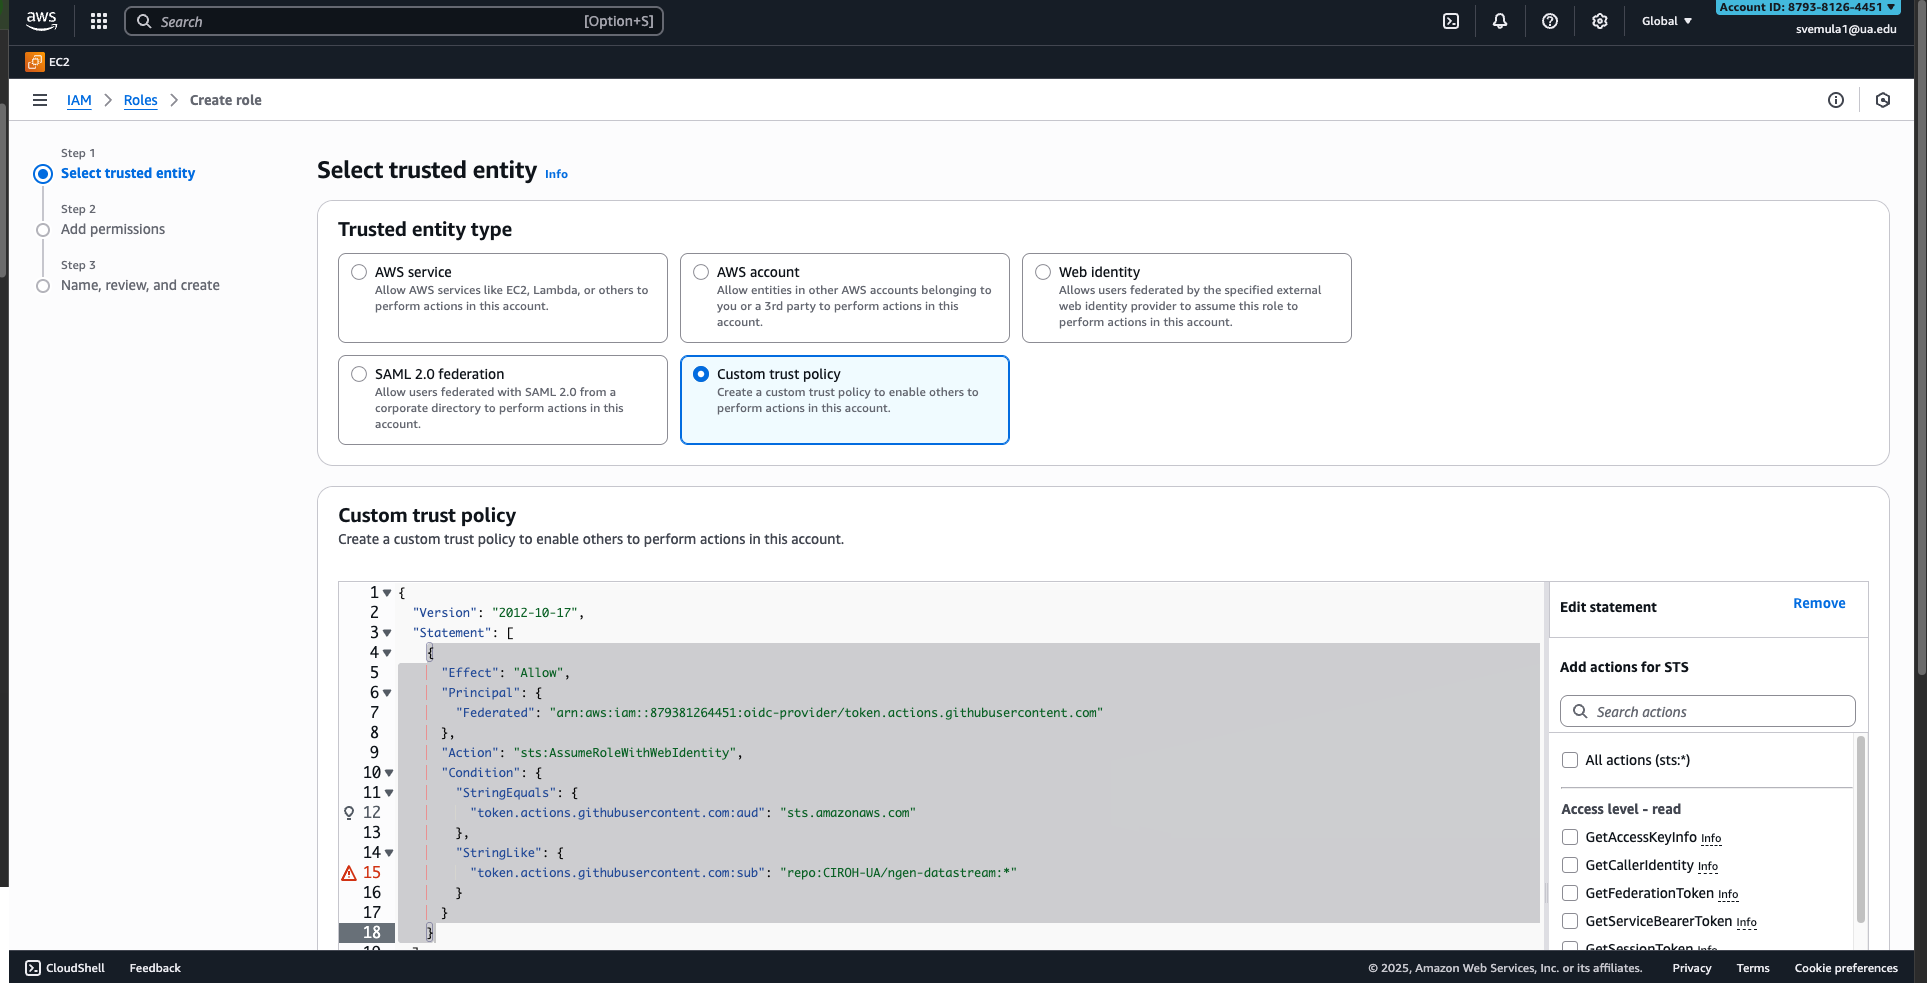 aws
Search [Option+S]
Global ▼
Account ID: 8793-8126-4451 ▼
svemula1@ua.edu
EC2
IAM > Roles > Create role
Step 1
Select trusted entity
Step 2
Add permissions
Step 3
Name, review, and create
Select trusted entity Info
Trusted entity type
AWS service
Allow AWS services like EC2, Lambda, or others to
perform actions in this account.
AWS account
Allow entities in other AWS accounts belonging to
you or a 3rd party to perform actions in this
account.
Web identity
Allows users federated by the specified external
web identity provider to assume this role to
perform actions in this account.
SAML 2.0 federation
Allow users federated with SAML 2.0 from a
corporate directory to perform actions in this
account.
Custom trust policy
Create a custom trust policy to enable others to
perform actions in this account.
Custom trust policy
Create a custom trust policy to enable others to perform actions in this account.
1 {
2 "Version": "2012-10-17",
3 "Statement": [
4 {
5 "Effect": "Allow",
6 "Principal": {
7 "Federated": "arn:aws:iam::879381264451:oidc-provider/token.actions.githubusercontent.com"
8 },
9 "Action": "sts:AssumeRoleWithWebIdentity",
10 "Condition": {
11 "StringEquals": {
12 "token.actions.githubusercontent.com:aud": "sts.amazonaws.com"
13 },
14 "StringLike": {
15 "token.actions.githubusercontent.com:sub": "repo:CIROH-UA/ngen-datastream:*"
16 }
17 }
18 }
Edit statement
Remove
Add actions for STS
Search actions
All actions (sts:*)
Access level - read
GetAccessKeyInfo Info
GetCallerIdentity Info
GetFederationToken Info
GetServiceBearerToken Info
GetSessionToken Info
CloudShell Feedback
© 2025, Amazon Web Services, Inc. or its affiliates. Privacy Terms Cookie preferences